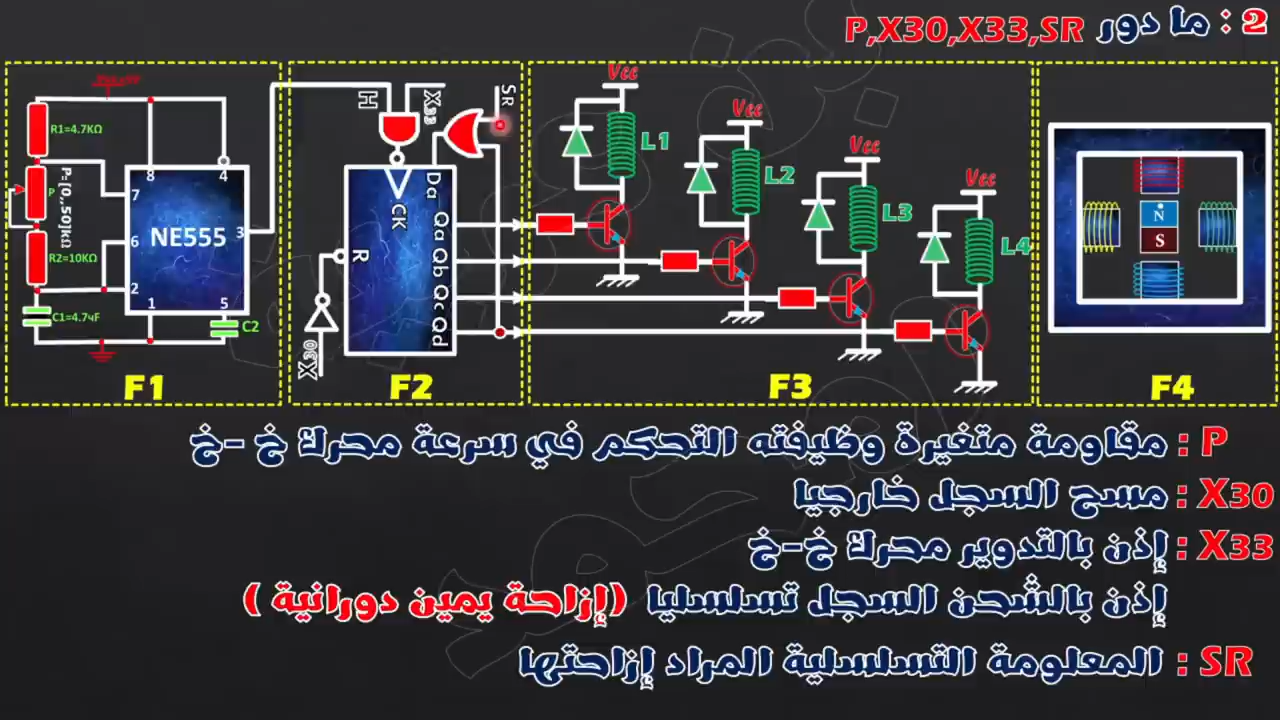 2 : ما دور P,X30,X33,SR
R1=4.7KΩ
P
P=[0,,50]kΩ
R2=10KΩ
C1=4.7чF
C2
8
4
7
6
2
3
1
5
NE555
F1
H
X33
SR
Da
CK
R
Qa
Qb
Qc
Qd
X30
F2
Vcc
L1
Vcc
L2
Vcc
L3
Vcc
L4
F3
N
S
F4
P : مقاومة متغيرة وظيفته التحكم في سرعة محرك خ -خ
X30 : مسح السجل خارجيا
X33 : إذن بالتدوير محرك خ-خ
إذن بالشحن السجل تسلسليا (إزاحة يمين دورانية )
SR : المعلومة التسلسلية المراد إزاحتها